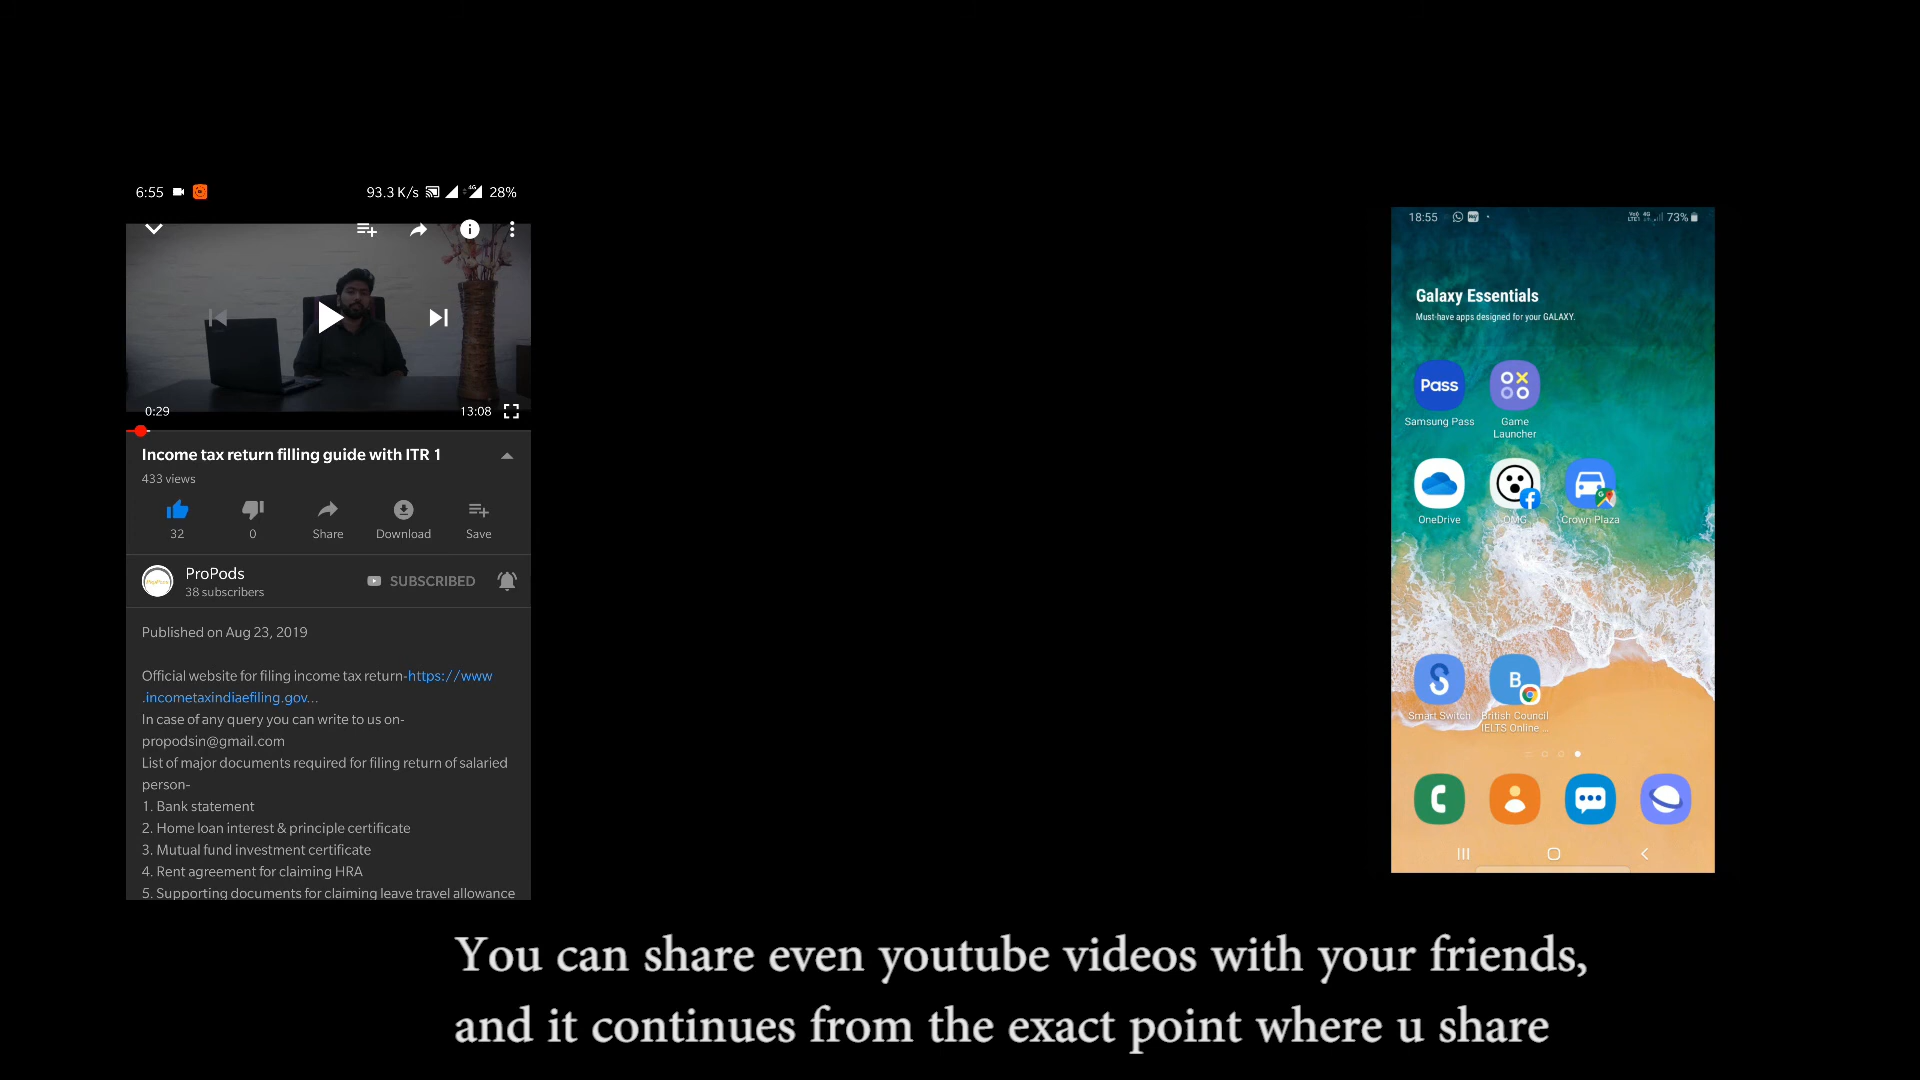 6:55
93.3 K/s 4G 28%
0:29
13:08
Income tax return filling guide with ITR 1
433 views
32
0
Share
Download
Save
ProPods
38 subscribers
SUBSCRIBED
Published on Aug 23, 2019
Official website for filing income tax return-https://www
.incometaxindiaefiling.gov...
In case of any query you can write to us on-
propodsin@gmail.com
List of major documents required for filing return of salaried
person-
1. Bank statement
2. Home loan interest & principle certificate
3. Mutual fund investment certificate
4. Rent agreement for claiming HRA
5. Supporting documents for claiming leave travel allowance
18:55
4G 73%
Galaxy Essentials
Must-have apps designed for your GALAXY.
Pass
Samsung Pass
Game
Launcher
OneDrive
OMG
Crown Plaza
Smart Switch
B
British Council
IELTS Online ...
You can share even youtube videos with your friends,
and it continues from the exact point where u share